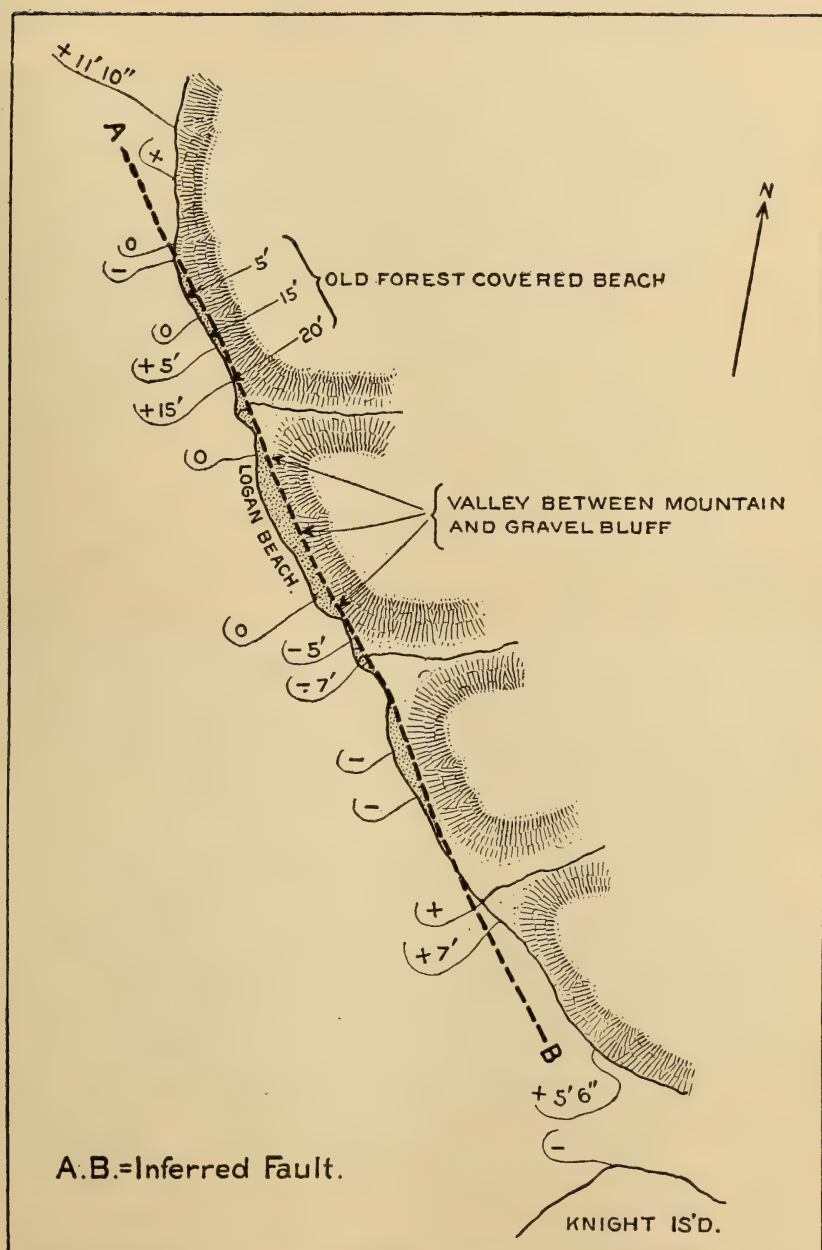 + 11' 10"
A
+
N
0
-
5'
OLD FOREST COVERED BEACH
0
15'
+ 5'
20'
+15'
0
LOGAN BEACH.
VALLEY BETWEEN MOUNTAIN
AND GRAVEL BLUFF
0
- 5'
- 7'
-
-
+
+7'
B
+ 5' 6"
-
A.B.=Inferred Fault.
KNIGHT IS'D.